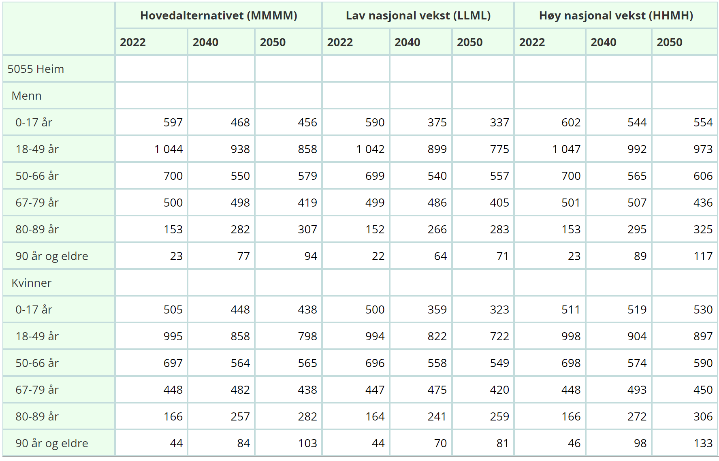 Hovedalternativet (MMMM) Lav nasjonal vekst (LLML) Høy nasjonal vekst (HHMH)
2022 2040 2050 2022 2040 2050 2022 2040 2050
5055 Heim
Menn
0-17 år 597 468 456 590 375 337 602 544 554
18-49 år 1 044 938 858 1 042 899 775 1 047 992 973
50-66 år 700 550 579 699 540 557 700 565 606
67-79 år 500 498 419 499 486 405 501 507 436
80-89 år 153 282 307 152 266 283 153 295 325
90 år og eldre 23 77 94 22 64 71 23 89 117
Kvinner
0-17 år 505 448 438 500 359 323 511 519 530
18-49 år 995 858 798 994 822 722 998 904 897
50-66 år 697 564 565 696 558 549 698 574 590
67-79 år 448 482 438 447 475 420 448 493 450
80-89 år 166 257 282 164 241 259 166 272 306
90 år og eldre 44 84 103 44 70 81 46 98 133